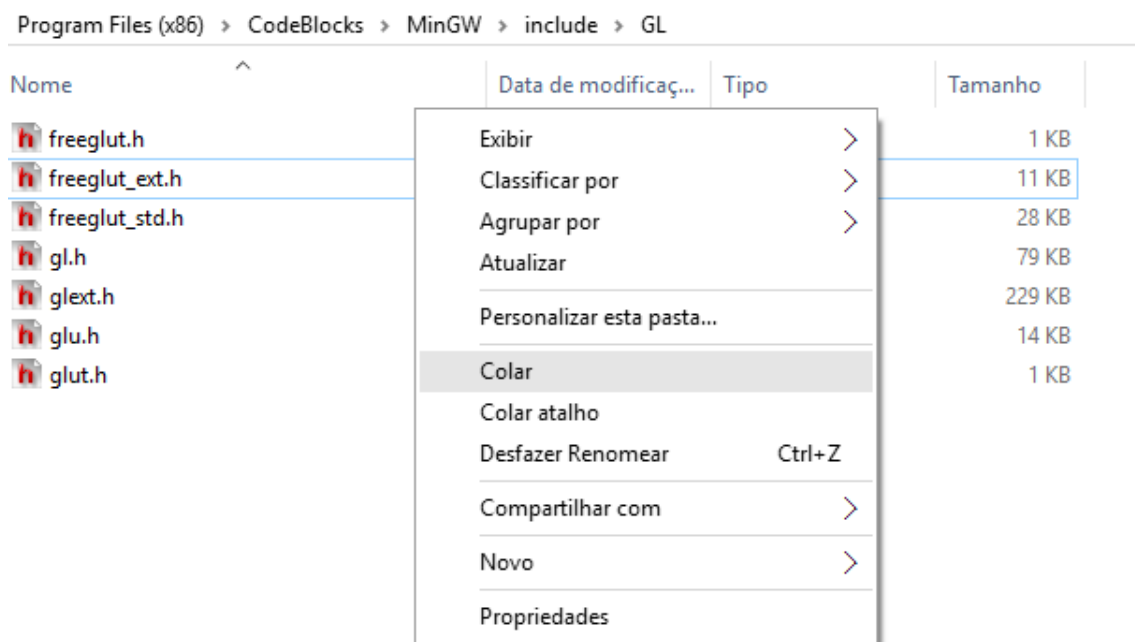 Program Files (x86) > CodeBlocks > MinGW > include > GL
Nome Data de modificaç... Tipo Tamanho
freeglut.h 1 KB
freeglut_ext.h 11 KB
freeglut_std.h 28 KB
gl.h 79 KB
glext.h 229 KB
glu.h 14 KB
glut.h 1 KB
Exibir
Classificar por
Agrupar por
Atualizar
Personalizar esta pasta...
Colar
Colar atalho
Desfazer Renomear Ctrl+Z
Compartilhar com
Novo
Propriedades